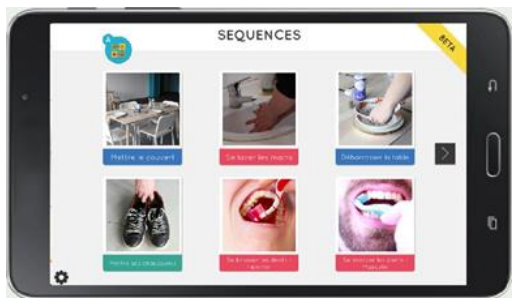 SEQUENCES
BETA
A
Mettre le couvert
Se laver les mains
Débarrasser la table
Mettre ses chaussures
Se brosser les dents -
Se brosser les dents -